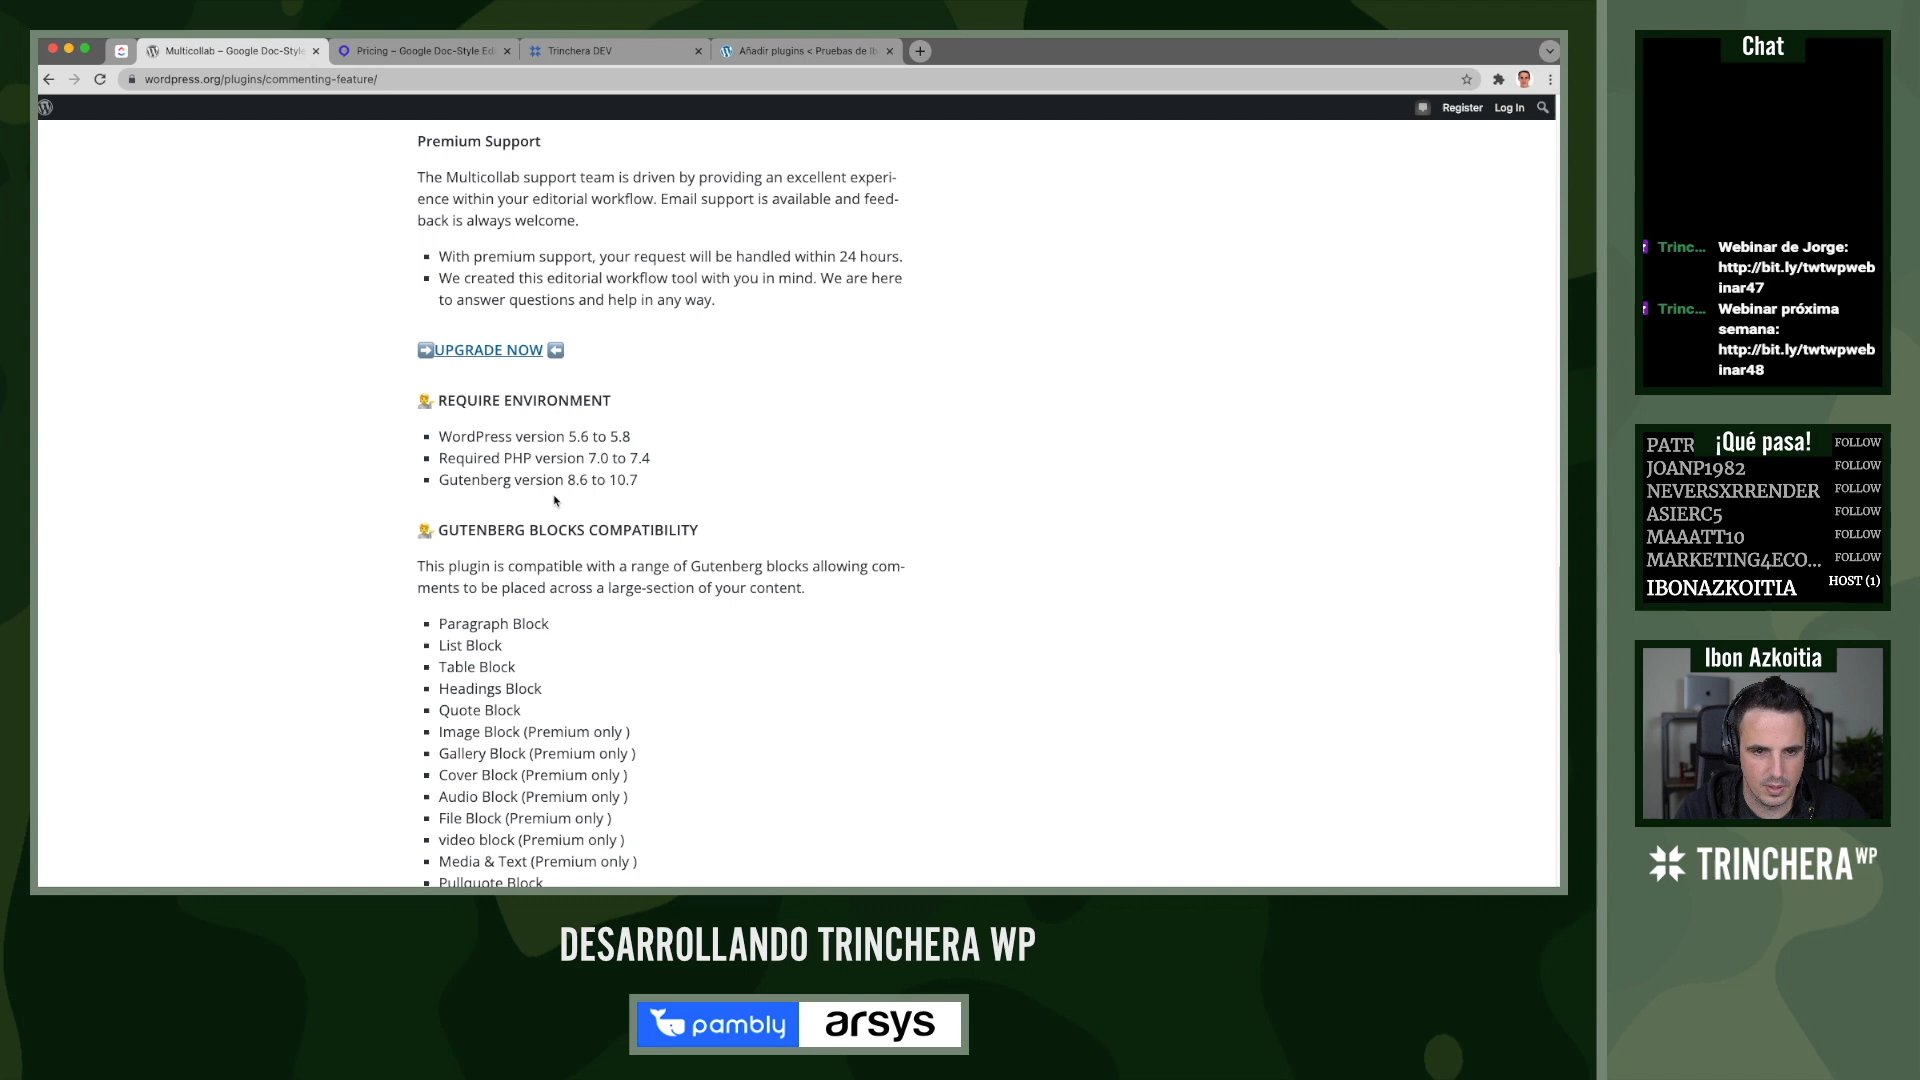 Multicollab – Google Doc-Style
Pricing – Google Doc-Style Ed
Trinchera DEV
Añadir plugins < Pruebas de Ib
wordpress.org/plugins/commenting-feature/
Register
Log In
Premium Support
The Multicollab support team is driven by providing an excellent experi-
ence within your editorial workflow. Email support is available and feed-
back is always welcome.
With premium support, your request will be handled within 24 hours.
We created this editorial workflow tool with you in mind. We are here
to answer questions and help in any way.
UPGRADE NOW
REQUIRE ENVIRONMENT
WordPress version 5.6 to 5.8
Required PHP version 7.0 to 7.4
Gutenberg version 8.6 to 10.7
GUTENBERG BLOCKS COMPATIBILITY
This plugin is compatible with a range of Gutenberg blocks allowing com-
ments to be placed across a large-section of your content.
Paragraph Block
List Block
Table Block
Headings Block
Quote Block
Image Block (Premium only )
Gallery Block (Premium only )
Cover Block (Premium only )
Audio Block (Premium only )
File Block (Premium only )
video block (Premium only )
Media & Text (Premium only )
Pullquote Block
Chat
Trinc... Webinar de Jorge:
http://bit.ly/twtwpweb
inar47
Trinc... Webinar próxima
semana:
http://bit.ly/twtwpweb
inar48
¡Qué pasa!
PATR FOLLOW
JOANP1982 FOLLOW
NEVERSXRRENDER FOLLOW
ASIERC5 FOLLOW
MAAATT10 FOLLOW
MARKETING4ECO... FOLLOW
IBONAZKOITIA HOST (1)
Ibon Azkoitia
TRINCHERA WP
DESARROLLANDO TRINCHERA WP
pambly
arsys